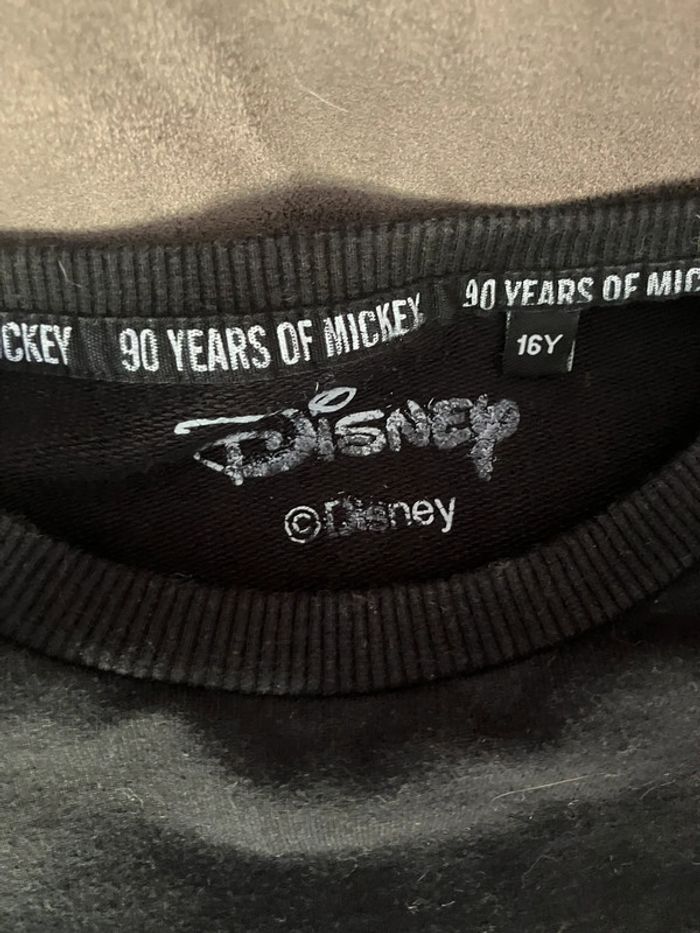 CKEY 90 YEARS OF MICKEY 90 YEARS OF MIC
16Y
Disney
©Disney